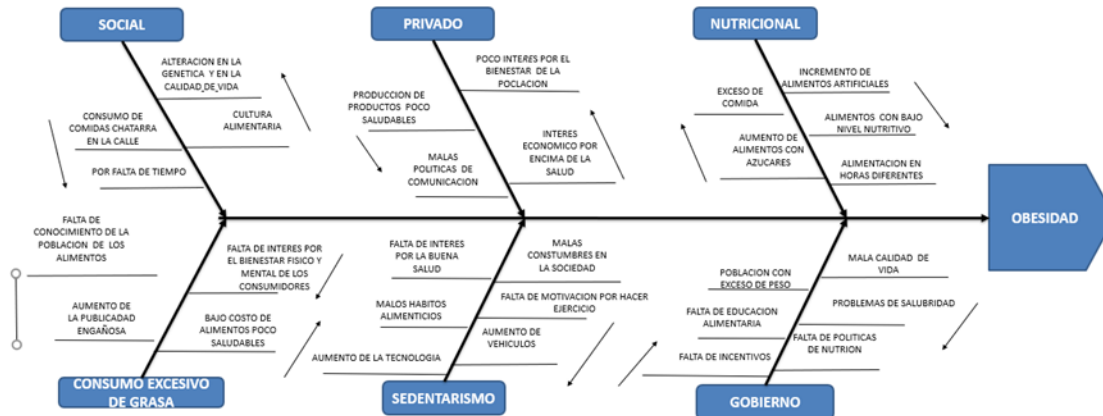 SOCIAL
PRIVADO
NUTRICIONAL
ALTERACION EN LA
GENETICA Y EN LA
CALIDAD DE VIDA
CONSUMO DE
COMIDAS CHATARRA
EN LA CALLE
CULTURA
ALIMENTARIA
POR FALTA DE TIEMPO
POCO INTERES POR EL
BIENESTAR DE LA
POCLACION
PRODUCCION DE
PRODUCTOS POCO
SALUDABLES
INTERES
ECONOMICO POR
ENCIMA DE LA
SALUD
MALAS
POLITICAS DE
COMUNICACION
INCREMENTO DE
ALIMENTOS ARTIFICIALES
EXCESO DE
COMIDA
ALIMENTOS CON BAJO
NIVEL NUTRITIVO
AUMENTO DE
ALIMENTOS CON
AZUCARES
ALIMENTACION EN
HORAS DIFERENTES
OBESIDAD
FALTA DE
CONOCIMIENTO DE LA
POBLACION DE LOS
ALIMENTOS
FALTA DE INTERES POR
EL BIENESTAR FISICO Y
MENTAL DE LOS
CONSUMIDORES
AUMENTO DE
LA PUBLICADAD
ENGAÑOSA
BAJO COSTO DE
ALIMENTOS POCO
SALUDABLES
FALTA DE INTERES
POR LA BUENA
SALUD
MALAS
CONSTUMBRES EN
LA SOCIEDAD
MALOS HABITOS
ALIMENTICIOS
FALTA DE MOTIVACION POR HACER
EJERCICIO
AUMENTO DE
VEHICULOS
AUMENTO DE LA TECNOLOGIA
POBLACION CON
EXCESO DE PESO
MALA CALIDAD DE
VIDA
FALTA DE EDUCACION
ALIMENTARIA
PROBLEMAS DE SALUBRIDAD
FALTA DE POLITICAS
DE NUTRION
FALTA DE INCENTIVOS
CONSUMO EXCESIVO
DE GRASA
SEDENTARISMO
GOBIERNO